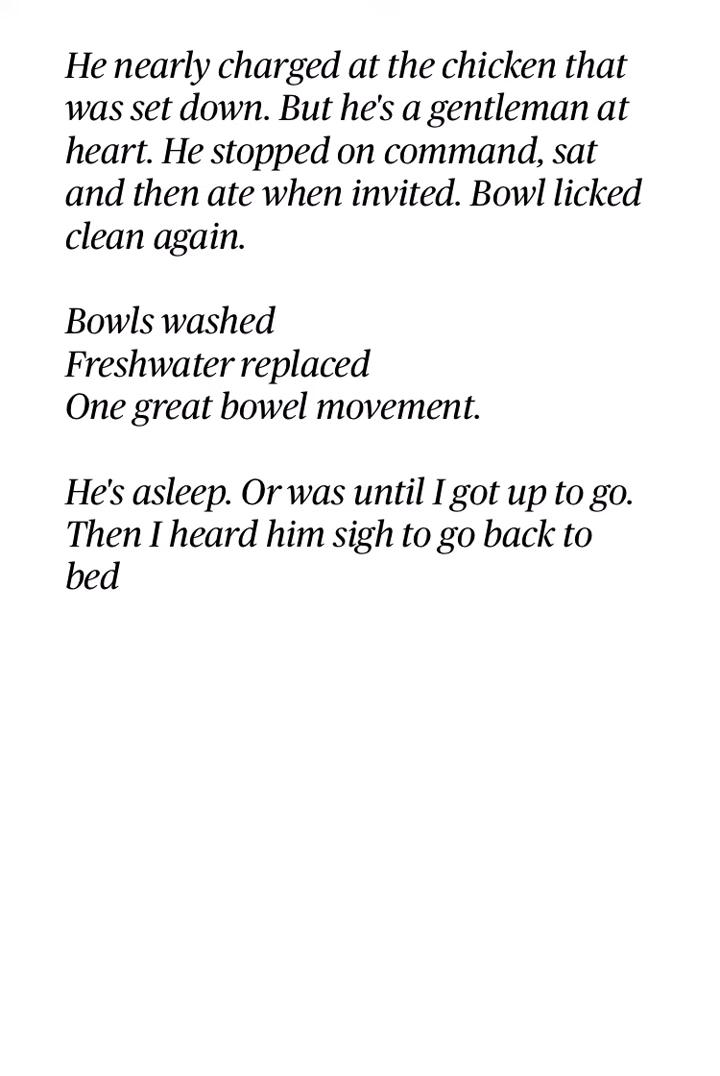 He nearly charged at the chicken that
was set down. But he's a gentleman at
heart. He stopped on command, sat
and then ate when invited. Bowl licked
clean again.
Bowls washed
Freshwater replaced
One great bowel movement.
He's asleep. Or was until I got up to go.
Then I heard him sigh to go back to
bed